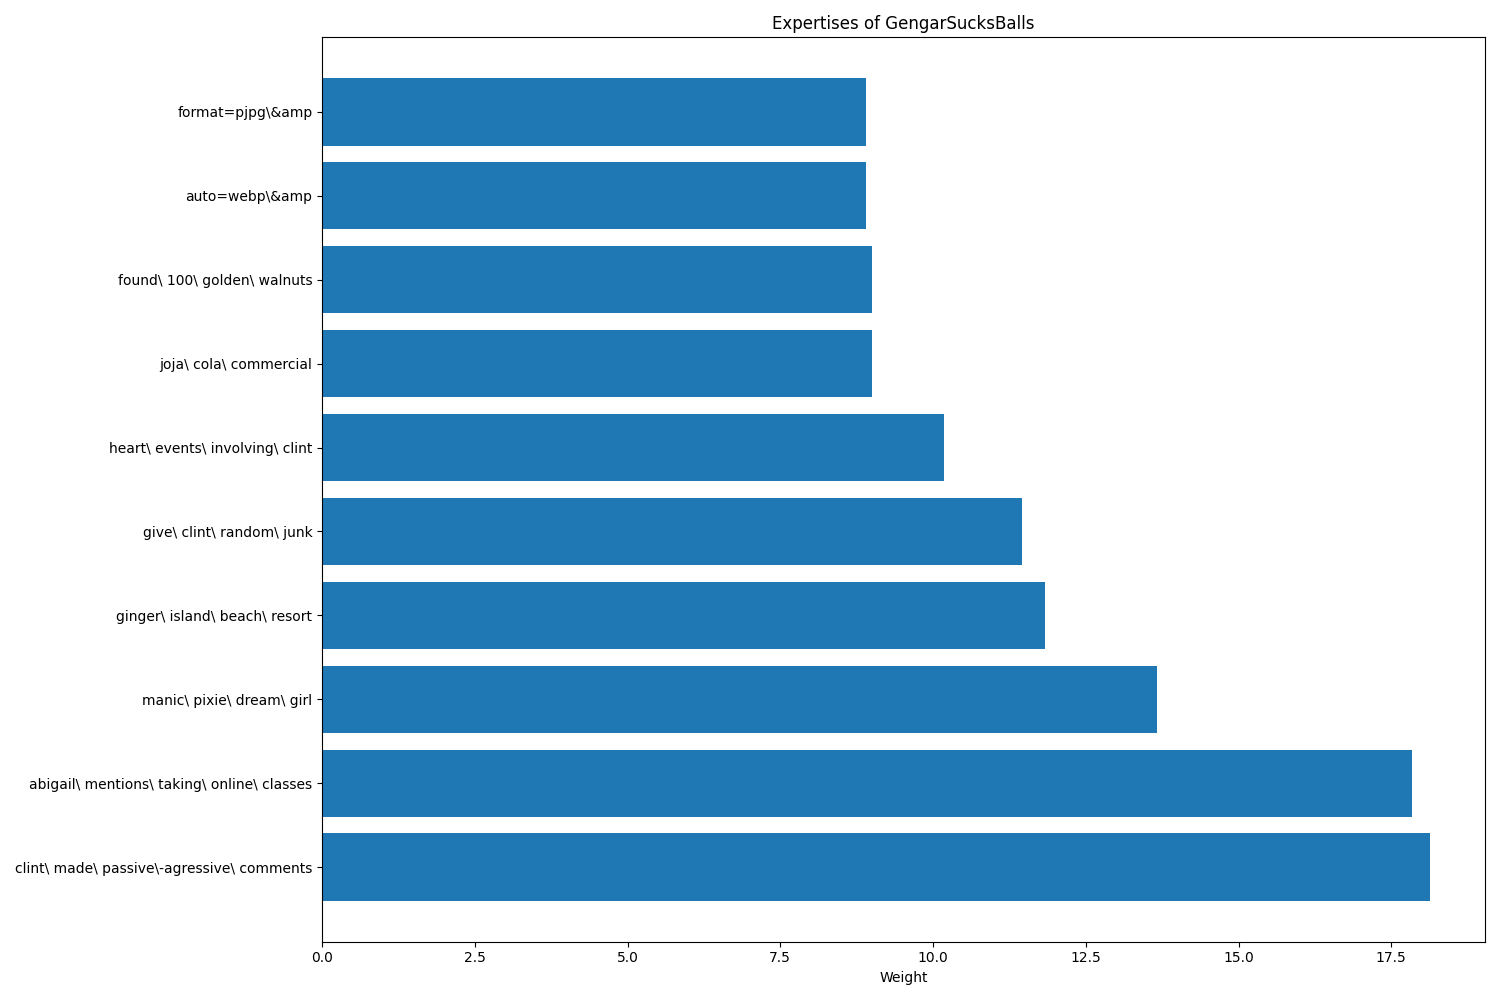 Expertises of GengarSucksBalls
format=pjpg\&amp
auto=webp\&amp
found\ 100\ golden\ walnuts
joja\ cola\ commercial
heart\ events\ involving\ clint
give\ clint\ random\ junk
ginger\ island\ beach\ resort
manic\ pixie\ dream\ girl
abigail\ mentions\ taking\ online\ classes
clint\ made\ passive\-agressive\ comments
0.0 2.5 5.0 7.5 10.0 12.5 15.0 17.5
Weight